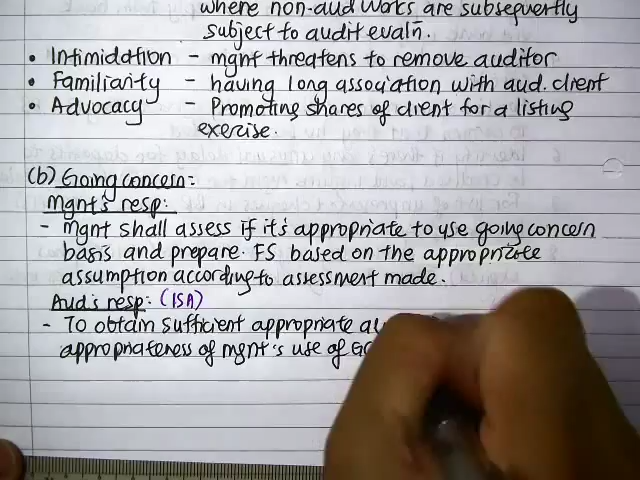 where non-aud works are subsequently
subject to audit evaln.
• Intimidation - mgnt threatens to remove auditor
• Familiarity - having long association with aud. client
• Advocacy - Promoting shares of client for a listing
exercise.
(b) Going concern:
Mgnt's resp:
- Mgnt shall assess if it's appropriate to use going concern
basis and prepare FS based on the appropriate
assumption according to assessment made.
Aud's resp: (ISA)
- To obtain sufficient appropriate
appropriateness of mgnt's use of